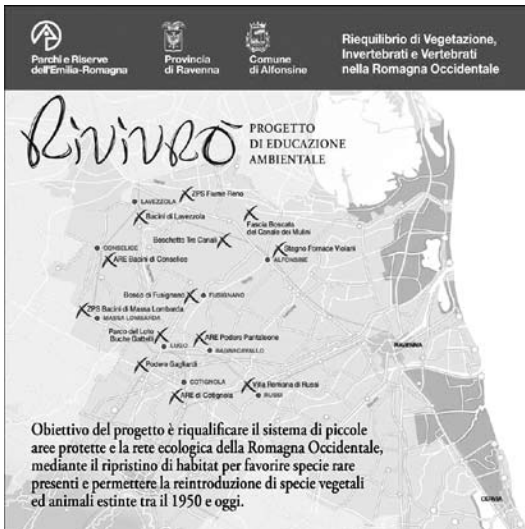 Parchi e Riserve
dell'Emilia-Romagna
Provincia
di Ravenna
Comune
di Alfonsine
Riequilibrio di Vegetazione,
Invertebrati e Vertebrati
nella Romagna Occidentale
RiViVRÒ
PROGETTO
DI EDUCAZIONE
AMBIENTALE
ZPS Fiume Reno
LAVEZZOLA
Bacini di Lavezzola
Fascia Boscata
del Canale dei Mulini
Boschetto Tre Canali
CONSELICE
Stagno Fornace Violani
ALFONSINE
ARE Bacini di Conselice
Bosco di Fusignano
FUSIGNANO
ZPS Bacini di Massa Lombarda
MASSA LOMBARDA
Parco del Loto
Buche Gattelli
LUGO
ARE Podere Pantaleone
BAGNACAVALLO
RAVENNA
Podere Gagliardi
COTIGNOLA
Villa Romana di Russi
ARE di Cotignola
RUSSI
Obiettivo del progetto è riqualificare il sistema di piccole
aree protette e la rete ecologica della Romagna Occidentale,
mediante il ripristino di habitat per favorire specie rare
presenti e permettere la reintroduzione di specie vegetali
ed animali estinte tra il 1950 e oggi.
CERVIA